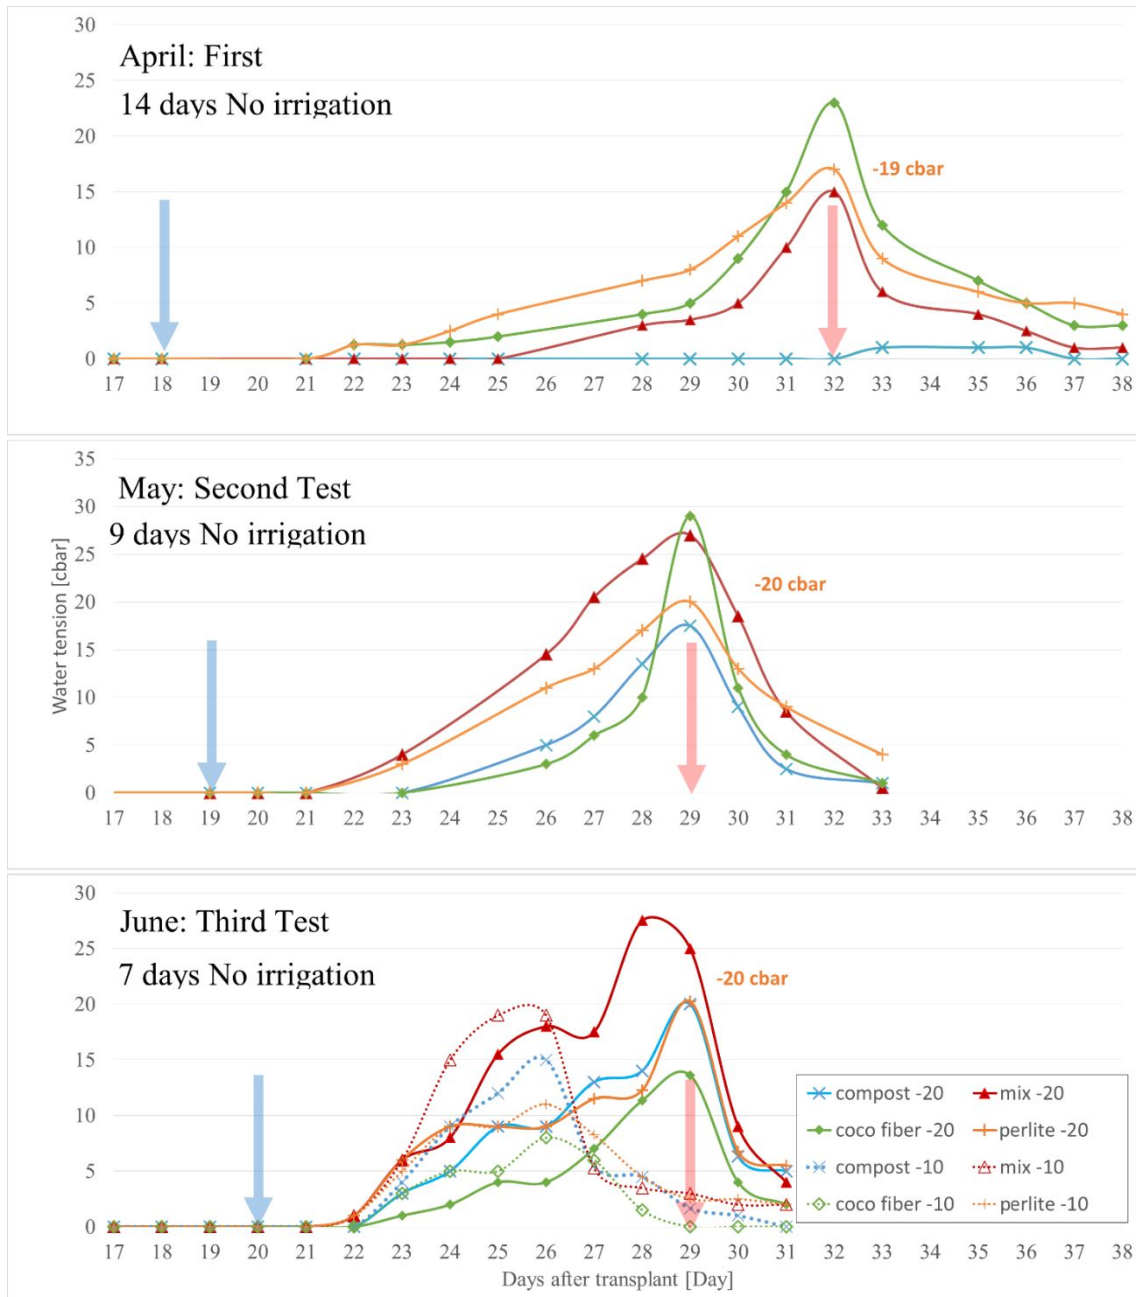 30
April: First
25
14 days No irrigation
20
-19 cbar
15
10
5
0
17 18 19 20 21 22 23 24 25 26 27 28 29 30 31 32 33 34 35 36 37 38
35
May: Second Test
30
9 days No irrigation
25
-20 cbar
20
15
10
5
0
Water tension [cbar]
17 18 19 20 21 22 23 24 25 26 27 28 29 30 31 32 33 34 35 36 37 38
30
June: Third Test
25
7 days No irrigation
-20 cbar
20
15
10
5
0
compost -20 mix -20
coco fiber -20 perlite -20
compost -10 mix -10
coco fiber -10 perlite -10
17 18 19 20 21 22 23 24 25 26 27 28 29 30 31 32 33 34 35 36 37 38
Days after transplant [Day]